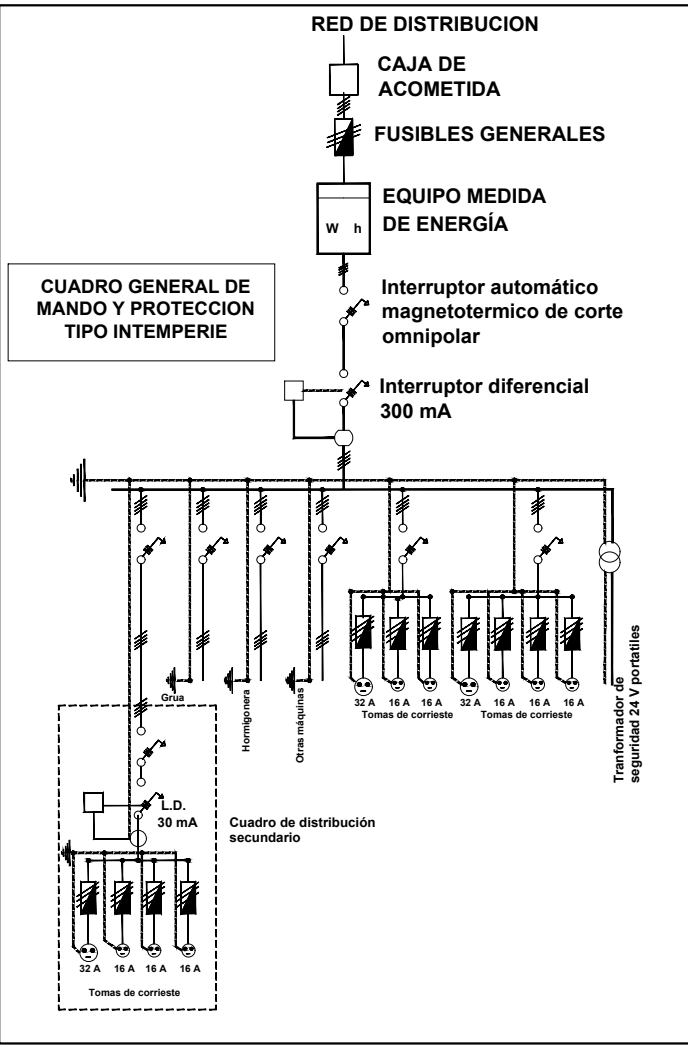 RED DE DISTRIBUCION
CAJA DE
ACOMETIDA
FUSIBLES GENERALES
EQUIPO MEDIDA
DE ENERGÍA
W h
CUADRO GENERAL DE
MANDO Y PROTECCION
TIPO INTEMPERIE
Interruptor automático
magnetotermico de corte
omnipolar
Interruptor diferencial
300 mA
Grua
Hormigonera
Otras máquinas
32 A 16 A 16 A
Tomas de corrieste
32 A 16 A 16 A 16 A
Tomas de corrieste
Tranformador de
seguridad 24 V portatiles
L.D.
30 mA
Cuadro de distribución
secundario
32 A 16 A 16 A 16 A
Tomas de corrieste